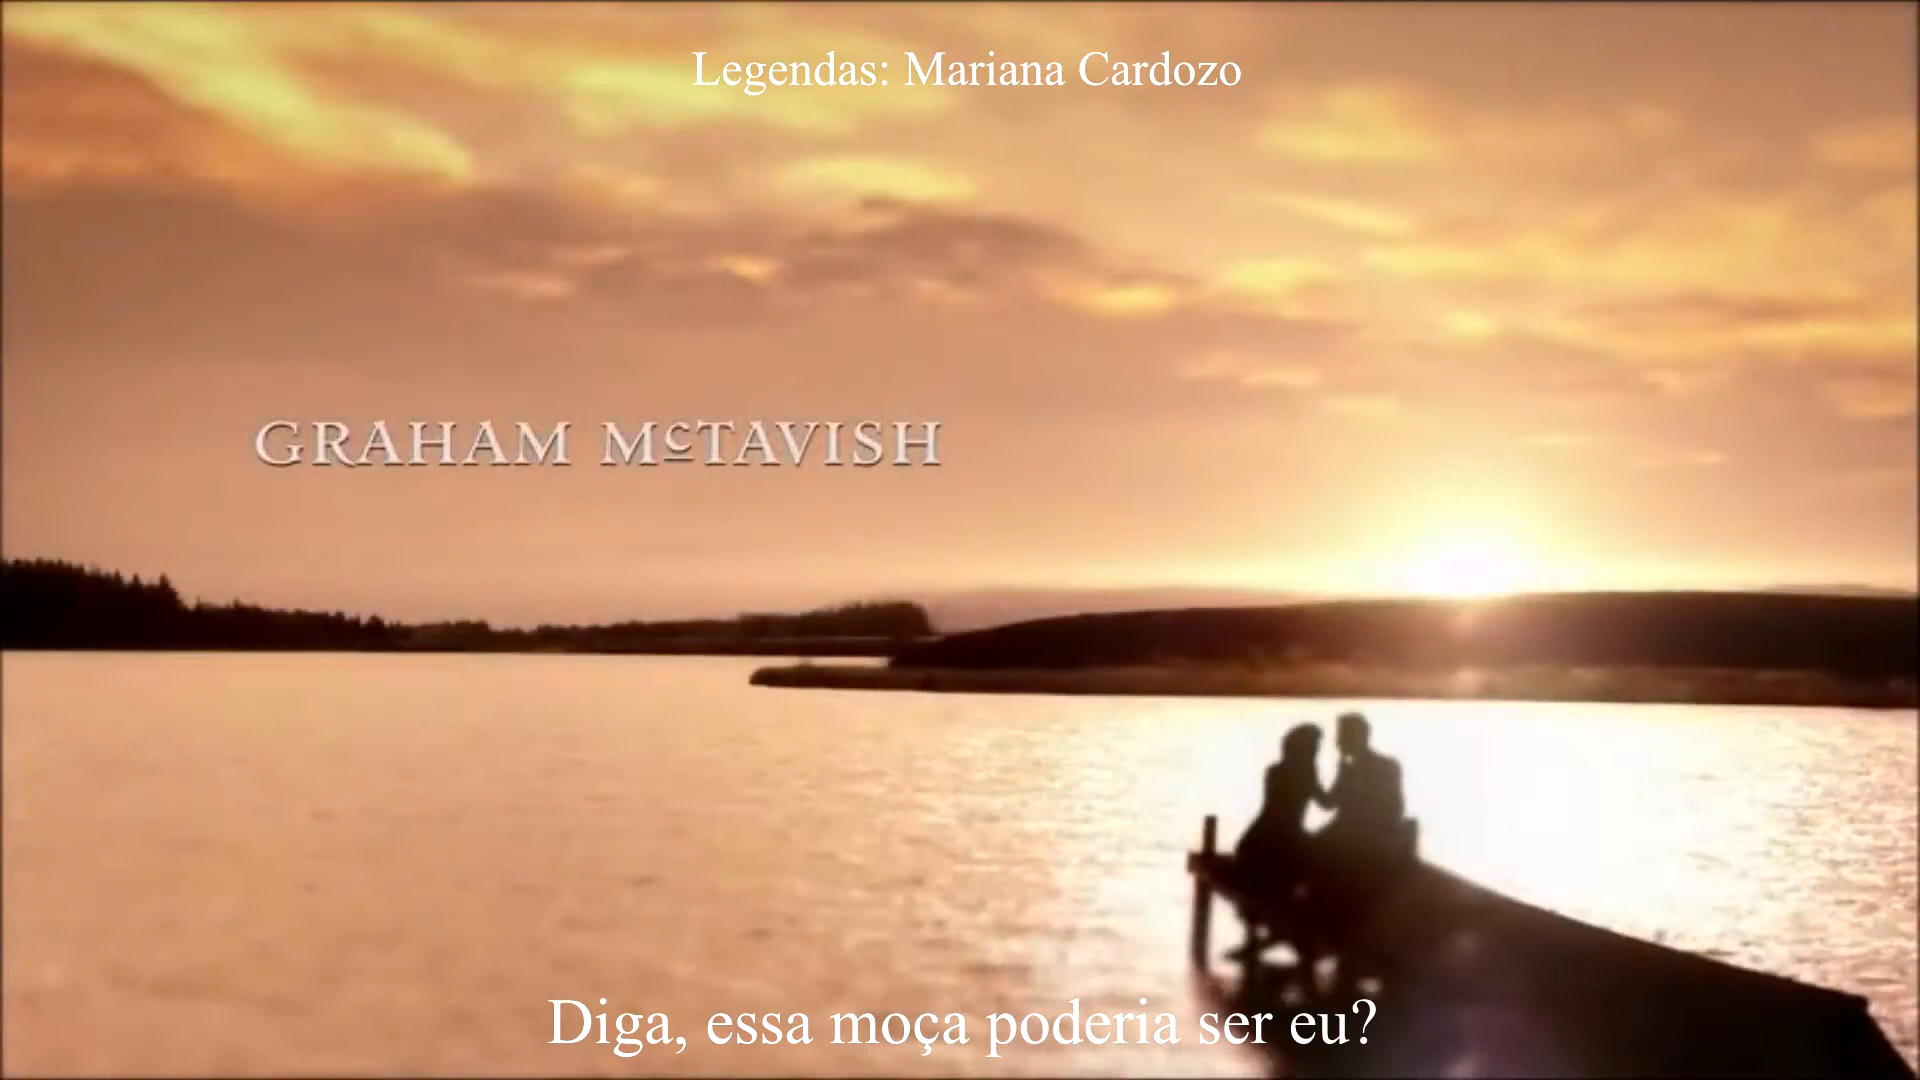 Legendas: Mariana Cardozo
GRAHAM McTAVISH
Diga, essa moça poderia ser eu?